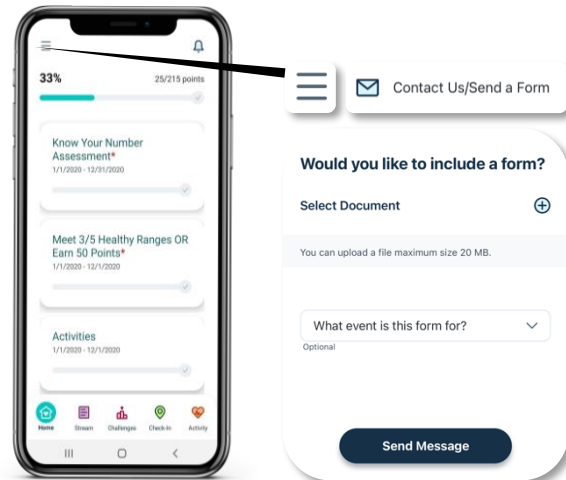 33%
25/215 points
Know Your Number
Assessment*
1/1/2020 - 12/31/2020
Meet 3/5 Healthy Ranges OR
Earn 50 Points*
1/1/2020 - 12/1/2020
Activities
1/1/2020 - 12/1/2020
Home Stream Challenges Check-In Activity
Contact Us/Send a Form
Would you like to include a form?
Select Document
You can upload a file maximum size 20 MB.
What event is this form for?
Optional
Send Message